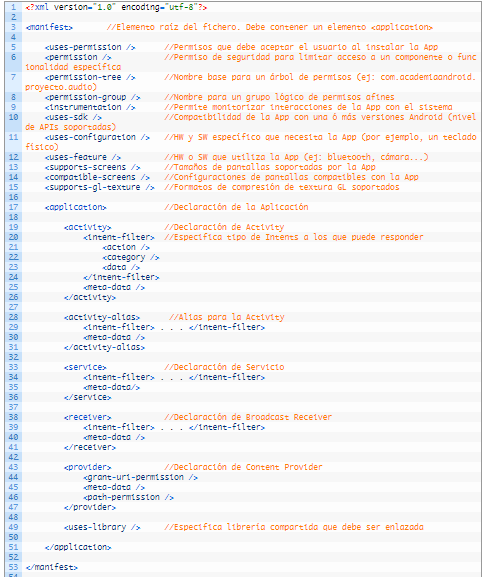 1 <?xml version="1.0" encoding="utf-8"?>
2
3 <manifest> //Elemento raíz del fichero. Debe contener un elemento <application>
4
5 <uses-permission /> //Permisos que debe aceptar el usuario al instalar la App
6 <permission /> //Permiso de seguridad para limitar acceso a un componente o func
ionalidad específica
7 <permission-tree /> //Nombre base para un árbol de permisos (ej: com.academiaandroid.
proyecto.audio)
8 <permission-group /> //Nombre para un grupo lógico de permisos afines
9 <instrumentation /> //Permite monitorizar interacciones de la App con el sistema
10 <uses-sdk /> //Compatibilidad de la App con una ó más versiones Android (nivel
de APIs soportadas)
11 <uses-configuration /> //HW y SW específico que necesita la App (por ejemplo, un teclado
físico)
12 <uses-feature /> //HW o SW que utiliza la App (ej: bluetooth, cámara...)
13 <supports-screens /> //Tamaños de pantallas soportadas por la App
14 <compatible-screens /> //Configuraciones de pantallas compatibles con la App
15 <supports-gl-texture /> //Formatos de compresión de textura GL soportados
16
17 <application> //Declaración de la Aplicación
18
19 <activity> //Declaración de Activity
20 <intent-filter> //Especifica tipo de Intents a los que puede responder
21 <action />
22 <category />
23 <data />
24 </intent-filter>
25 <meta-data />
26 </activity>
27
28 <activity-alias> //Alias para la Activity
29 <intent-filter> . . . </intent-filter>
30 <meta-data />
31 </activity-alias>
32
33 <service> //Declaración de Servicio
34 <intent-filter> . . . </intent-filter>
35 <meta-data/>
36 </service>
37
38 <receiver> //Declaración de Broadcast Receiver
39 <intent-filter> . . . </intent-filter>
40 <meta-data />
41 </receiver>
42
43 <provider> //Declaración de Content Provider
44 <grant-uri-permission />
45 <meta-data />
46 <path-permission />
47 </provider>
48
49 <uses-library /> //Especifica librería compartida que debe ser enlazada
50
51 </application>
52
53 </manifest>